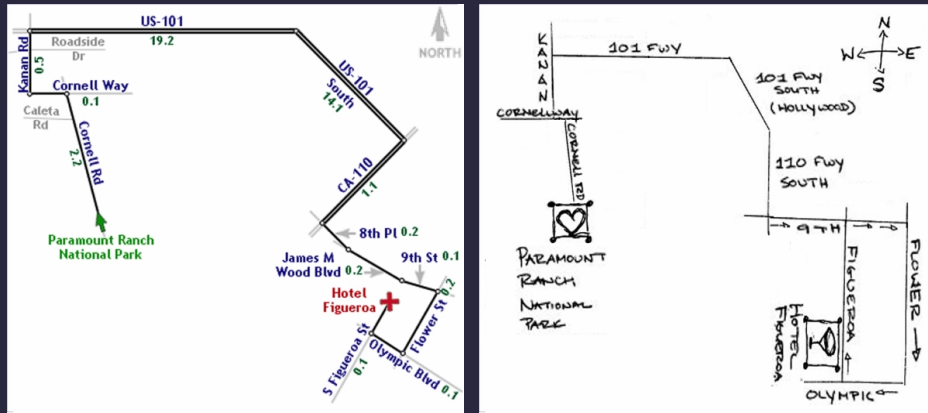 US-101
19.2
NORTH
Kanan Rd
0.5
Roadside
Dr
Cornell Way
0.1
Caleta
Rd
Cornell Rd
2.2
US-101
South
14.1
CA-110
1.1
Paramount Ranch
National Park
8th Pl 0.2
James M
Wood Blvd 0.2
9th St 0.1
0.2
Hotel
Figueroa
Flower St
S Figueroa St
0.1
Olympic Blvd 0.1
KANAN
101 FWY
N
W E
S
101 FWY
SOUTH
(HOLLYWOOD)
CORNELLWAY
CORNELL RD
110 FWY
SOUTH
PARAMOUNT
RANCH
NATIONAL
PARK
9TH
FIGUEROA
FLOWER
HOTEL
FIGUEROA
OLYMPIC